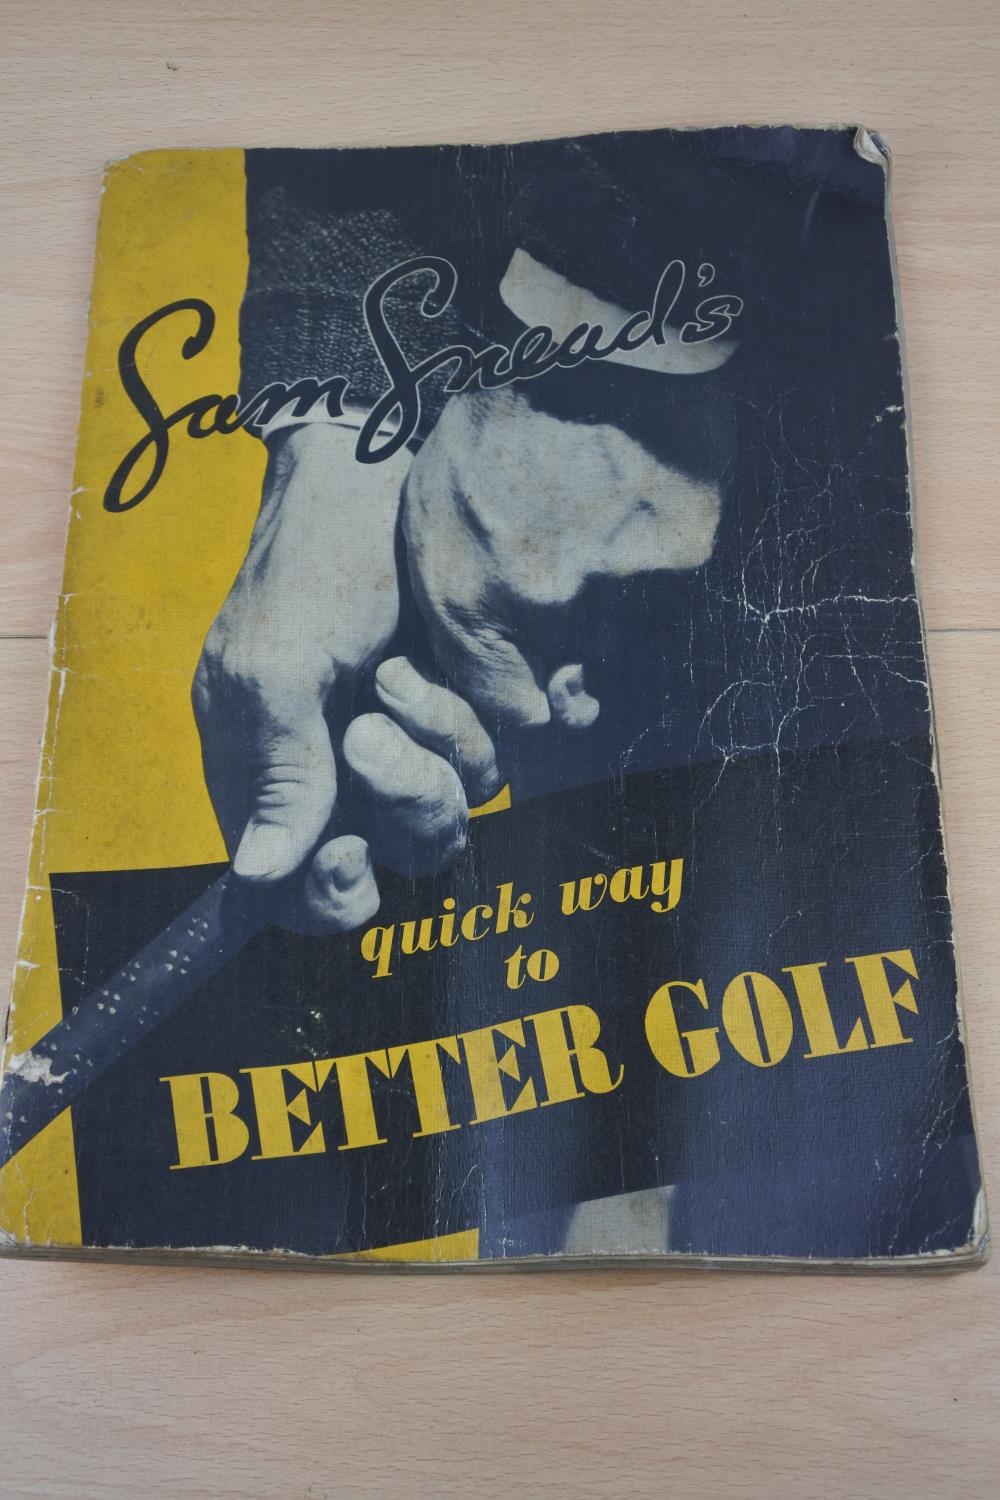 Sam Snead's
quick way
to
BETTER GOLF